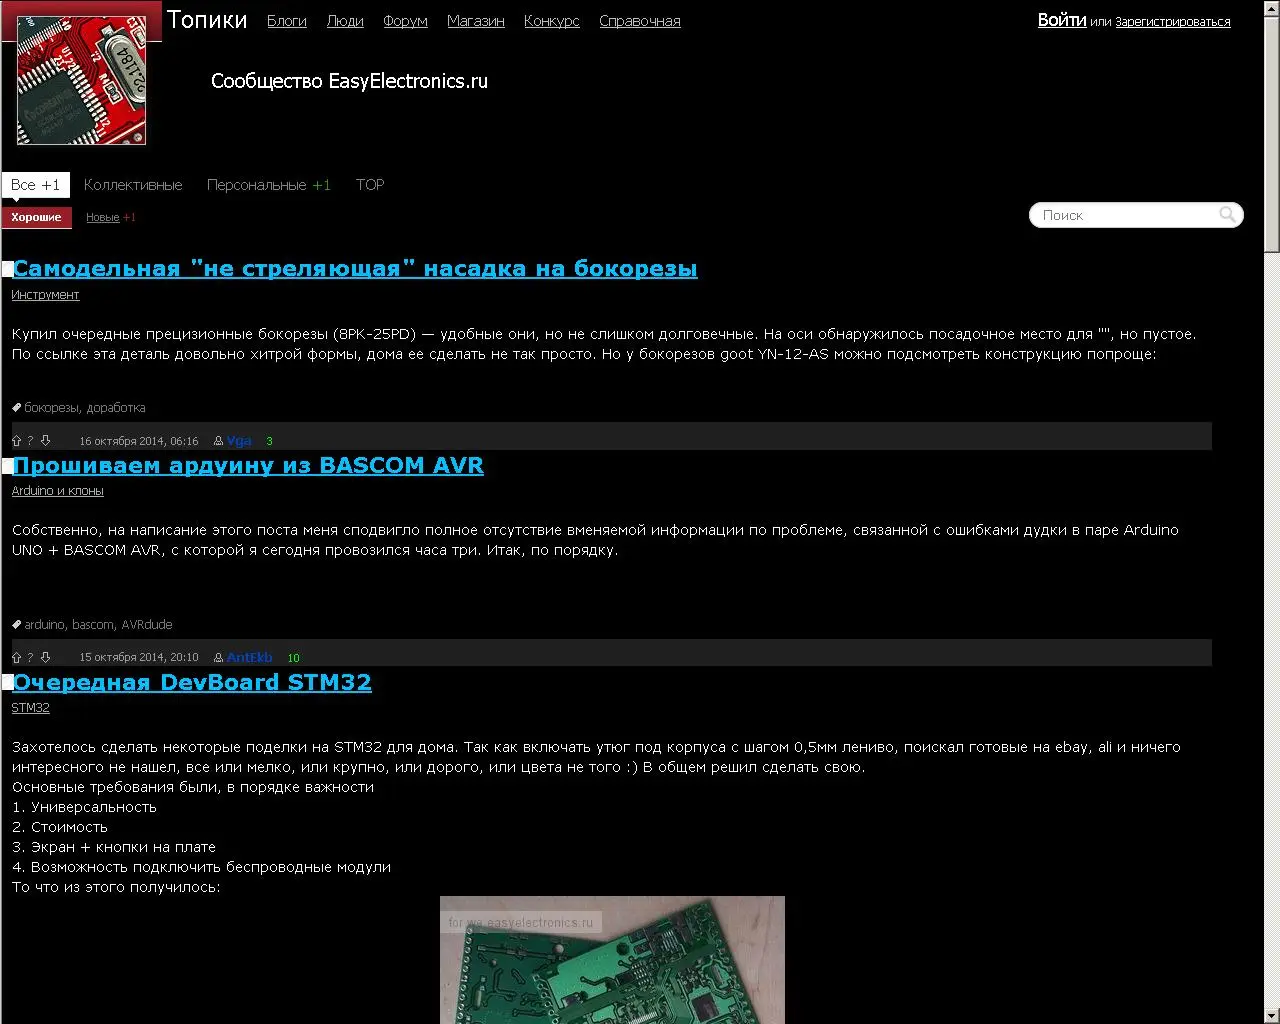 Топики Блоги Люди Форум Магазин Конкурс Справочная Войти или Зарегистрироваться
Сообщество EasyElectronics.ru
Все +1 Коллективные Персональные +1 TOP
Хорошие Новые +1 Поиск
Самодельная "не стреляющая" насадка на бокорезы
Инструмент
Купил очередные прецизионные бокорезы (8PK-25PD) — удобные они, но не слишком долговечные. На оси обнаружилось посадочное место для "", но пустое.
По ссылке эта деталь довольно хитрой формы, дома ее сделать не так просто. Но у бокорезов goot YN-12-AS можно подсмотреть конструкцию попроще:
бокорезы, доработка
? 16 октября 2014, 06:16 Vga 3
Прошиваем ардуину из BASCOM AVR
Arduino и клоны
Собственно, на написание этого поста меня сподвигло полное отсутствие вменяемой информации по проблеме, связанной с ошибками дудки в паре Arduino
UNO + BASCOM AVR, с которой я сегодня провозился часа три. Итак, по порядку.
arduino, bascom, AVRdude
? 15 октября 2014, 20:10 AntEkb 10
Очередная DevBoard STM32
STM32
Захотелось сделать некоторые поделки на STM32 для дома. Так как включать утюг под корпуса с шагом 0,5мм лениво, поискал готовые на ebay, ali и ничего
интересного не нашел, все или мелко, или крупно, или дорого, или цвета не того :) В общем решил сделать свою.
Основные требования были, в порядке важности
1. Универсальность
2. Стоимость
3. Экран + кнопки на плате
4. Возможность подключить беспроводные модули
То что из этого получилось:
for we.easyelectronics.ru